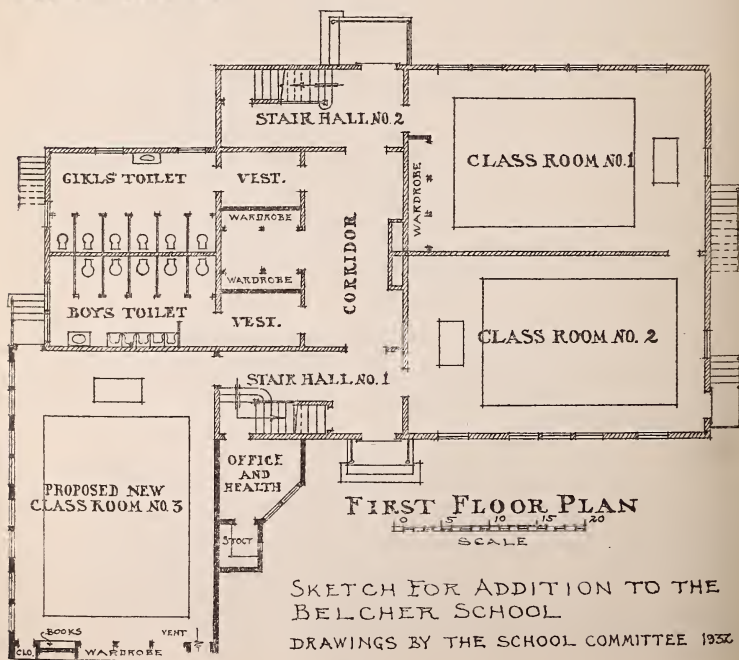 STAIR HALL NO. 2
GIRLS' TOILET
VEST.
CLASS ROOM NO. 1
WARDROBE
WARDROBE
CORRIDOR
WARDROBE
BOYS TOILET
VEST.
CLASS ROOM NO. 2
STAIR HALL NO. 1
OFFICE
AND
HEALTH
PROPOSED NEW
CLASS ROOM NO. 3
FIRST FLOOR PLAN
0 5 10 15 20
SCALE
BOOKS
VENT
CLO.
WARDROBE
SKETCH FOR ADDITION TO THE
BELCHER SCHOOL
DRAWINGS BY THE SCHOOL COMMITTEE